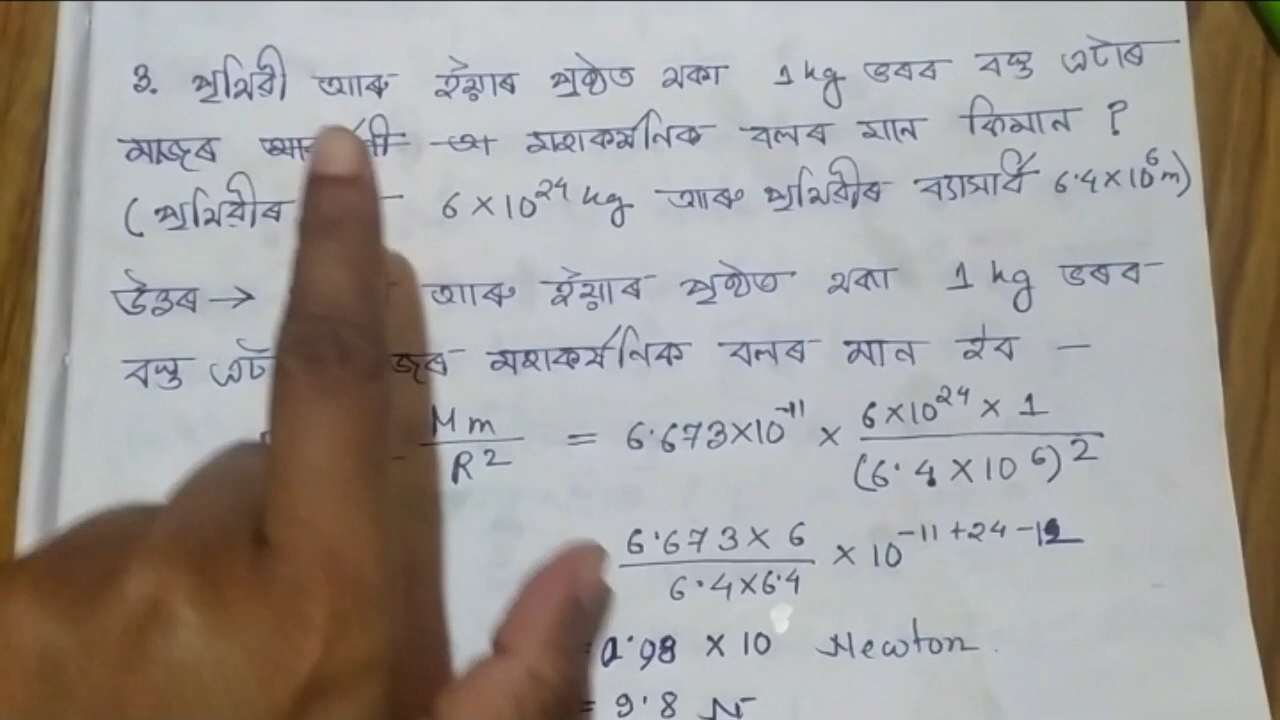 3. পৃথিৱী আৰু ইয়াৰ পৃষ্ঠত থকা 1 kg ভৰৰ বস্তু এটাৰ
মাজৰ মহাকৰ্ষনিক বলৰ মান কিমান ?
( পৃথিৱীৰ 6 × 10²⁴ kg আৰু পৃথিৱীৰ ব্যাসাৰ্ধ 6.4 × 10⁶ m )
উত্তৰ → আৰু ইয়াৰ পৃষ্ঠত থকা 1 kg ভৰৰ
বস্তু মহাকৰ্ষনিক বলৰ মান হ'ব –
Mm / R² = 6.673 × 10⁻¹¹ × (6 × 10²⁴ × 1) / (6.4 × 10⁶)²
(6.673 × 6) / (6.4 × 6.4) × 10⁻¹¹⁺²⁴⁻¹²
= 0.98 × 10 Newton.
= 9.8 N